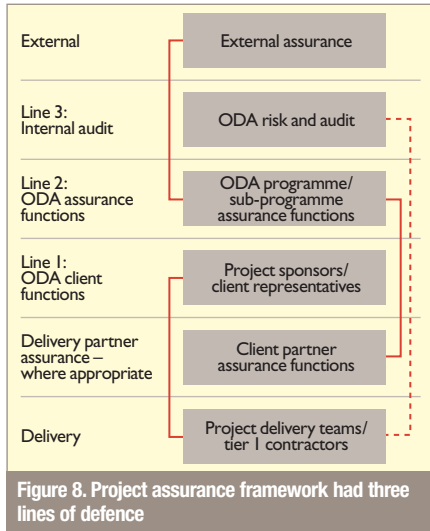 External
External assurance
Line 3:
Internal audit
ODA risk and audit
Line 2:
ODA assurance
functions
ODA programme/
sub-programme
assurance functions
Line 1:
ODA client
functions
Project sponsors/
client representatives
Delivery partner
assurance –
where appropriate
Client partner
assurance functions
Delivery
Project delivery teams/
tier 1 contractors
Figure 8. Project assurance framework had three
lines of defence